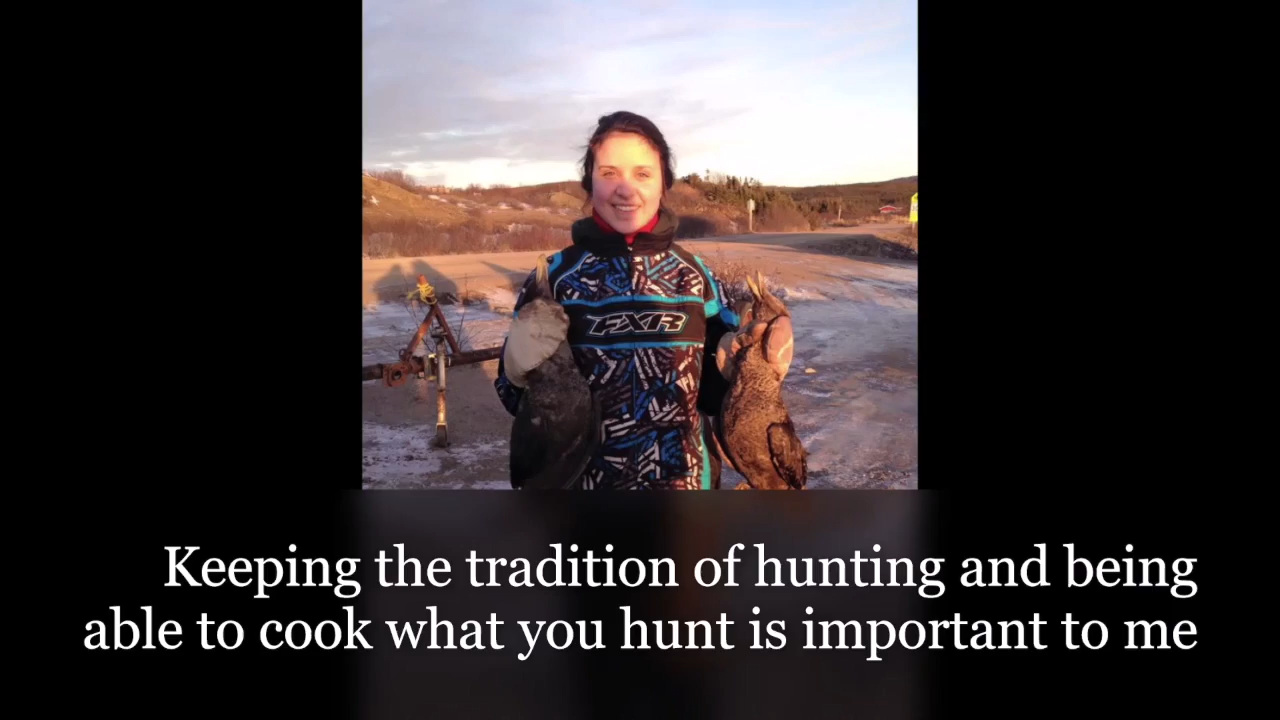 FXR
Keeping the tradition of hunting and being
able to cook what you hunt is important to me